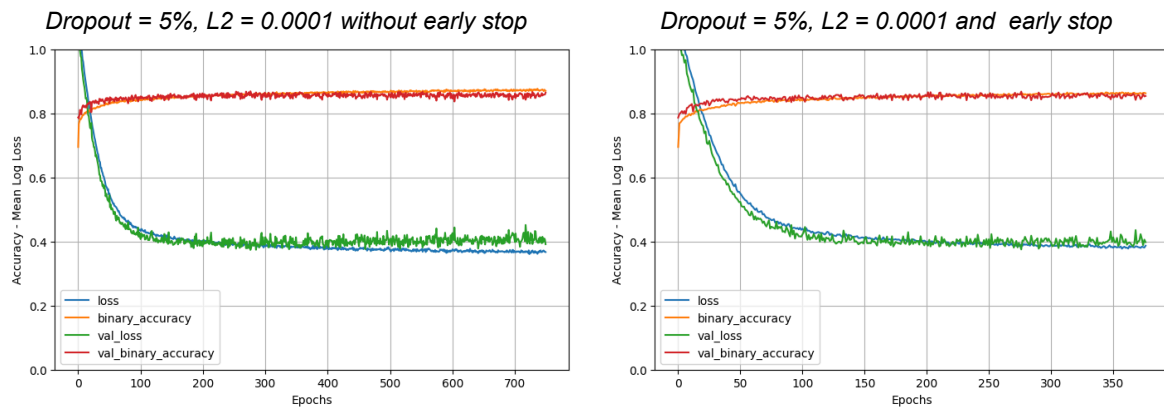 Dropout = 5%, L2 = 0.0001 without early stop
1.0
0.8
0.6
0.4
0.2
0.0
Accuracy - Mean Log Loss
loss
binary_accuracy
val_loss
val_binary_accuracy
0 100 200 300 400 500 600 700
Epochs
Dropout = 5%, L2 = 0.0001 and early stop
1.0
0.8
0.6
0.4
0.2
0.0
Accuracy - Mean Log Loss
loss
binary_accuracy
val_loss
val_binary_accuracy
0 50 100 150 200 250 300 350
Epochs